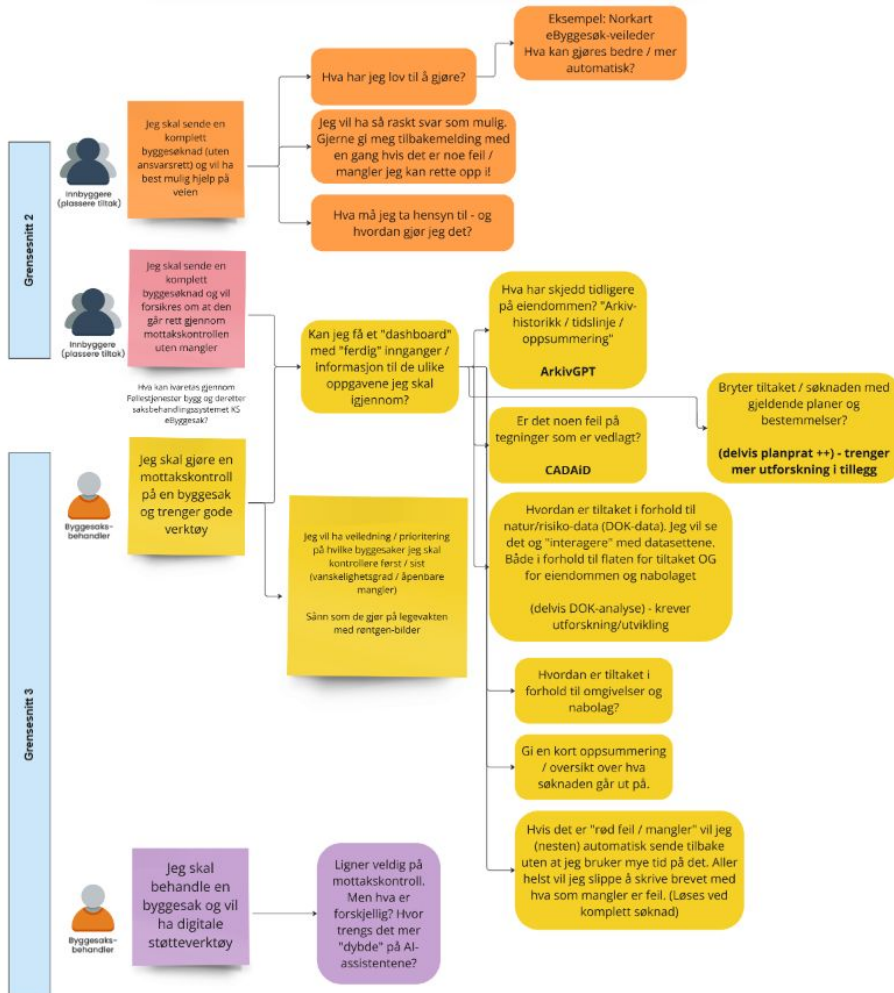 Grensesnitt 2
Innbyggere
(plassere tiltak)
Jeg skal sende en
komplett
byggesøknad (uten
ansvarsrett) og vil ha
best mulig hjelp på
veien
Hva har jeg lov til å gjøre?
Eksempel: Norkart
eByggesøk-veileder
Hva kan gjøres bedre / mer
automatisk?
Jeg vil ha så raskt svar som mulig.
Gjerne gi meg tilbakemelding med
en gang hvis det er noe feil /
mangler jeg kan rette opp i!
Hva må jeg ta hensyn til - og
hvordan gjør jeg det?
Innbyggere
(plassere tiltak)
Jeg skal sende en
komplett
byggesøknad og vil
forsikres om at den
går rett gjennom
mottakskontrollen
uten mangler
Hva kan ivaretas gjennom
Fellestjenester bygg og deretter
saksbehandlingssystemet KS
eByggesak?
Kan jeg få et "dashboard"
med "ferdig" innganger /
informasjon til de ulike
oppgavene jeg skal
igjennom?
Hva har skjedd tidligere
på eiendommen? "Arkiv-
historikk / tidslinje /
oppsummering"
ArkivGPT
Bryter tiltaket / søknaden med
gjeldende planer og
bestemmelser?
(delvis planprat ++) - trenger
mer utforskning i tillegg
Er det noen feil på
tegninger som er vedlagt?
CADAiD
Grensesnitt 3
Byggesaks-
behandler
Jeg skal gjøre en
mottakskontroll
på en byggesak
og trenger gode
verktøy
Jeg vil ha veiledning / prioritering
på hvilke byggesaker jeg skal
kontrollere først / sist
(vanskelighetsgrad / åpenbare
mangler)
Sånn som de gjør på legevakten
med røntgen-bilder
Hvordan er tiltaket i forhold til
natur/risiko-data (DOK-data). Jeg vil se
det og "interagere" med datasettene.
Både i forhold til flaten for tiltaket OG
for eiendommen og nabolaget
(delvis DOK-analyse) - krever
utforskning/utvikling
Hvordan er tiltaket i
forhold til omgivelser og
nabolag?
Gi en kort oppsummering
/ oversikt over hva
søknaden går ut på.
Hvis det er "rød feil / mangler" vil jeg
(nesten) automatisk sende tilbake
uten at jeg bruker mye tid på det. Aller
helst vil jeg slippe å skrive brevet med
hva som mangler er feil. (Løses ved
komplett søknad)
Byggesaks-
behandler
Jeg skal
behandle en
byggesak og vil
ha digitale
støtteverktøy
Ligner veldig på
mottakskontroll.
Men hva er
forskjellig? Hvor
trengs det mer
"dybde" på AI-
assistentene?